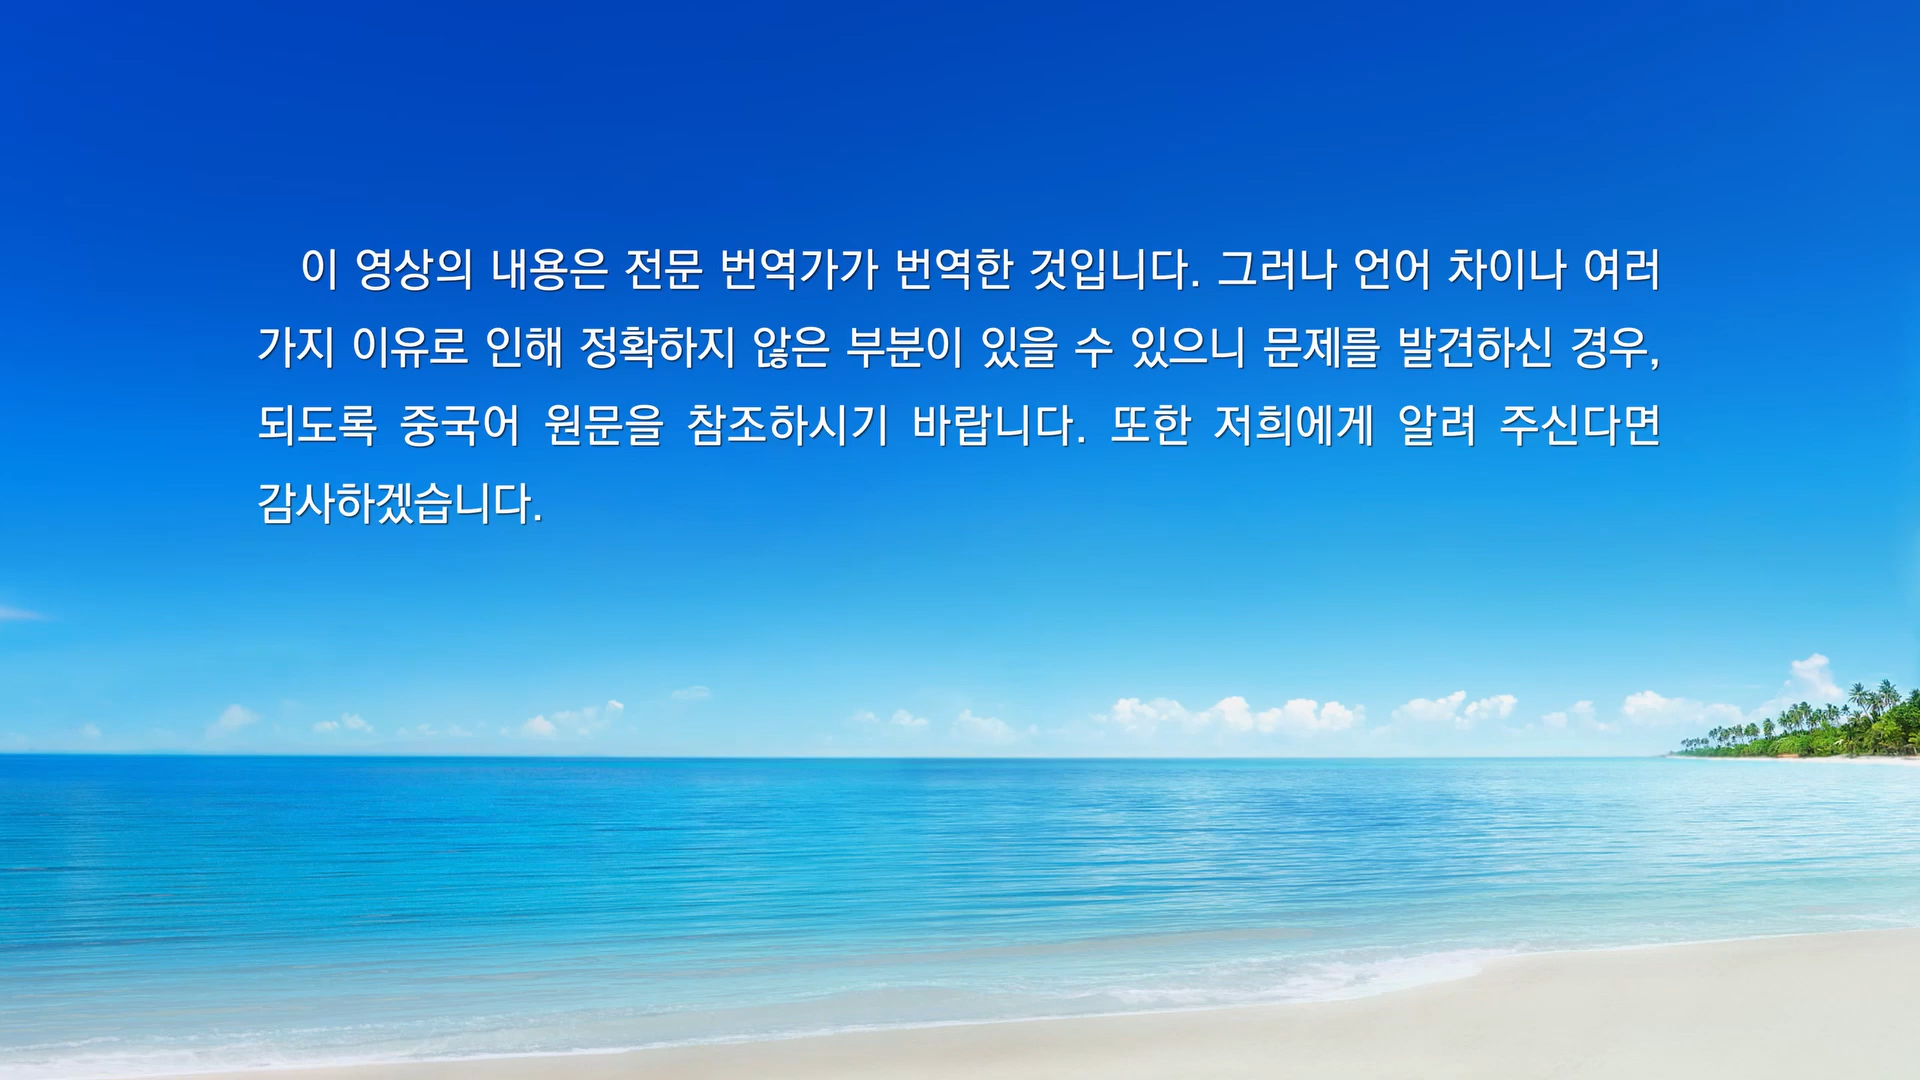 이 영상의 내용은 전문 번역가가 번역한 것입니다. 그러나 언어 차이나 여러
가지 이유로 인해 정확하지 않은 부분이 있을 수 있으니 문제를 발견하신 경우,
되도록 중국어 원문을 참조하시기 바랍니다. 또한 저희에게 알려 주신다면
감사하겠습니다.